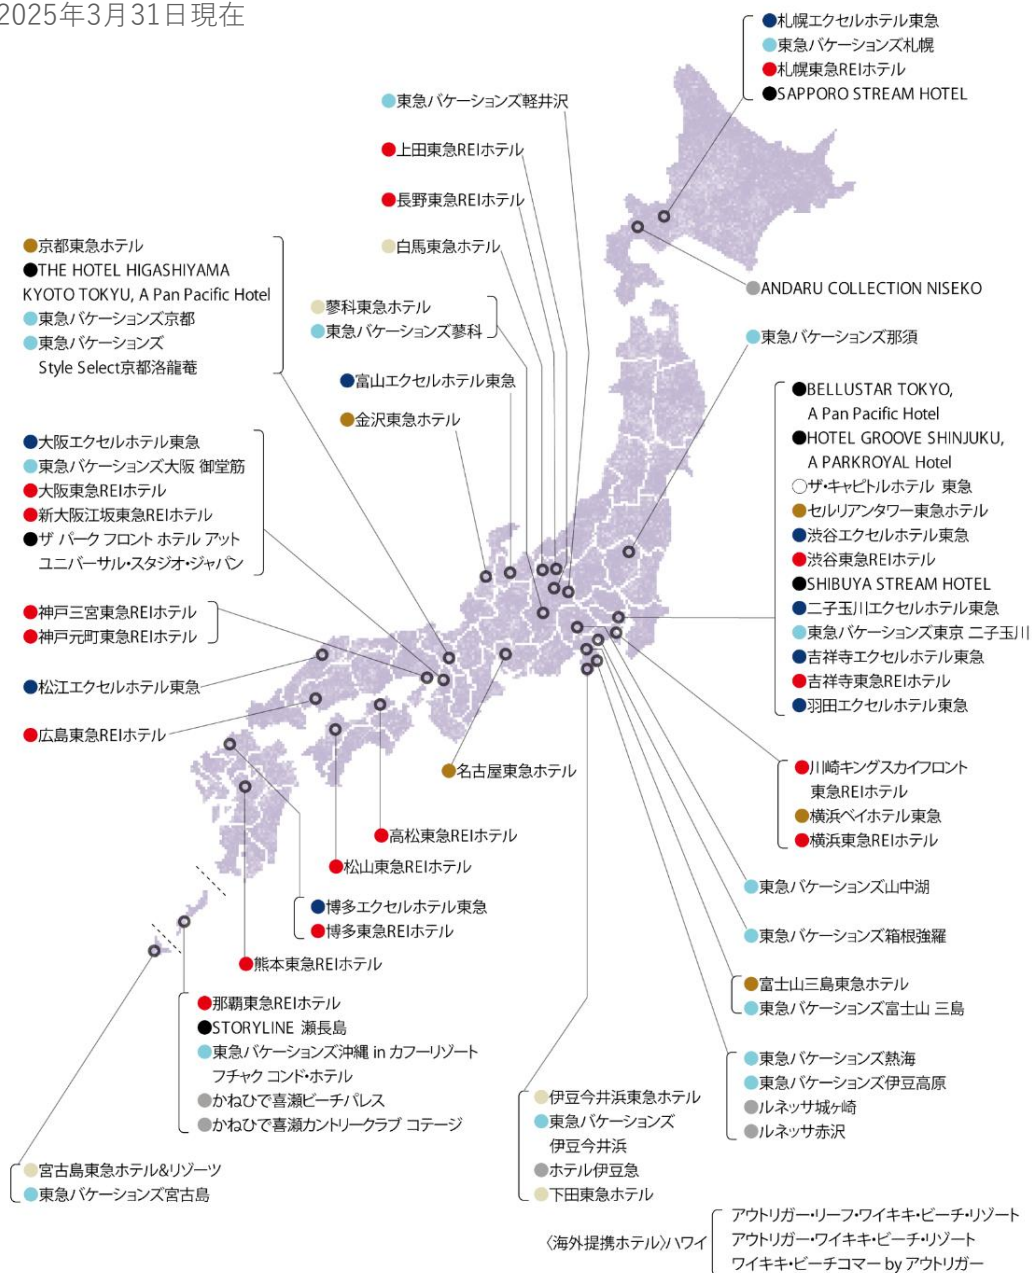 2025年3月31日現在
●札幌エクセルホテル東急
●東急バケーションズ札幌
●札幌東急REIホテル
●SAPPORO STREAM HOTEL
●東急バケーションズ軽井沢
●上田東急REIホテル
●長野東急REIホテル
●白馬東急ホテル
●京都東急ホテル
●THE HOTEL HIGASHIYAMA
KYOTO TOKYU, A Pan Pacific Hotel
●東急バケーションズ京都
●東急バケーションズ
Style Select京都洛龍菴
●ANDARU COLLECTION NISEKO
●蓼科東急ホテル
●東急バケーションズ蓼科
●東急バケーションズ那須
●富山エクセルホテル東急
●金沢東急ホテル
●BELLUSTAR TOKYO,
A Pan Pacific Hotel
●HOTEL GROOVE SHINJUKU,
A PARKROYAL Hotel
○ザ・キャピトルホテル 東急
●セルリアンタワー東急ホテル
●渋谷エクセルホテル東急
●渋谷東急REIホテル
●SHIBUYA STREAM HOTEL
●二子玉川エクセルホテル東急
●東急バケーションズ東京 二子玉川
●吉祥寺エクセルホテル東急
●吉祥寺東急REIホテル
●羽田エクセルホテル東急
●大阪エクセルホテル東急
●東急バケーションズ大阪 御堂筋
●大阪東急REIホテル
●新大阪江坂東急REIホテル
●ザ パーク フロント ホテル アット
ユニバーサル・スタジオ・ジャパン
●神戸三宮東急REIホテル
●神戸元町東急REIホテル
●松江エクセルホテル東急
●広島東急REIホテル
●名古屋東急ホテル
●川崎キングスカイフロント
東急REIホテル
●横浜ベイホテル東急
●横浜東急REIホテル
●高松東急REIホテル
●松山東急REIホテル
●東急バケーションズ山中湖
●博多エクセルホテル東急
●博多東急REIホテル
●東急バケーションズ箱根強羅
●熊本東急REIホテル
●富士山三島東急ホテル
●東急バケーションズ富士山 三島
●那覇東急REIホテル
●STORYLINE 瀬長島
●東急バケーションズ沖縄 in カフーリゾート
フチャク コンド・ホテル
●かねひで喜瀬ビーチパレス
●かねひで喜瀬カントリークラブ コテージ
●東急バケーションズ熱海
●東急バケーションズ伊豆高原
●ルネッサ城ヶ崎
●ルネッサ赤沢
●伊豆今井浜東急ホテル
●東急バケーションズ
伊豆今井浜
●ホテル伊豆急
●下田東急ホテル
●宮古島東急ホテル&リゾーツ
●東急バケーションズ宮古島
〈海外提携ホテル〉ハワイ
アウトリガー・リーフ・ワイキキ・ビーチ・リゾート
アウトリガー・ワイキキ・ビーチ・リゾート
ワイキキ・ビーチコマー by アウトリガー